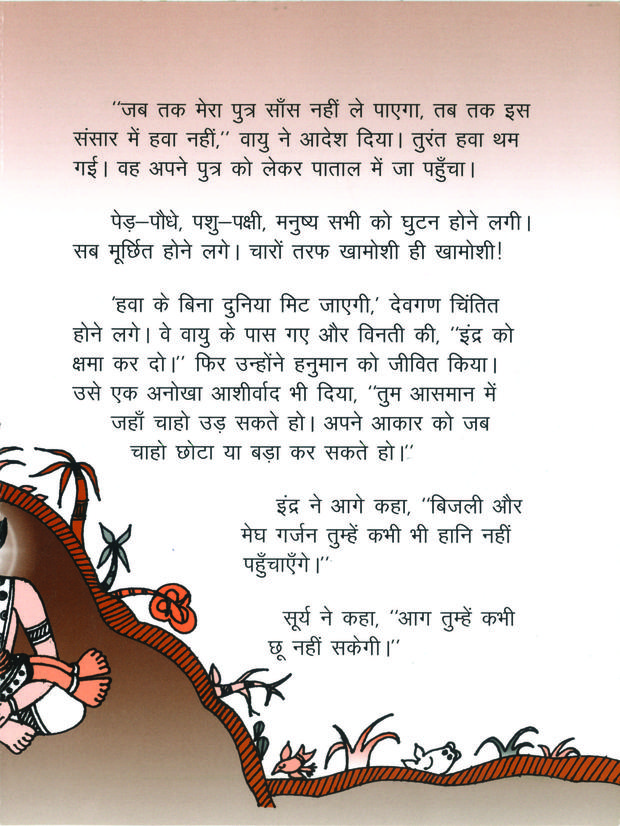 “जब तक मेरा पुत्र साँस नहीं ले पाएगा, तब तक इस
संसार में हवा नहीं,” वायु ने आदेश दिया। तुरंत हवा थम
गई। वह अपने पुत्र को लेकर पाताल में जा पहुँचा।
पेड़–पौधे, पशु–पक्षी, मनुष्य सभी को घुटन होने लगी।
सब मूर्छित होने लगे। चारों तरफ खामोशी ही खामोशी!
‘हवा के बिना दुनिया मिट जाएगी,’ देवगण चिंतित
होने लगे। वे वायु के पास गए और विनती की, “इंद्र को
क्षमा कर दो।” फिर उन्होंने हनुमान को जीवित किया।
उसे एक अनोखा आशीर्वाद भी दिया, “तुम आसमान में
जहाँ चाहो उड़ सकते हो। अपने आकार को जब
चाहो छोटा या बड़ा कर सकते हो।”
इंद्र ने आगे कहा, “बिजली और
मेघ गर्जन तुम्हें कभी भी हानि नहीं
पहुँचाएँगे।”
सूर्य ने कहा, “आग तुम्हें कभी
छू नहीं सकेगी।”